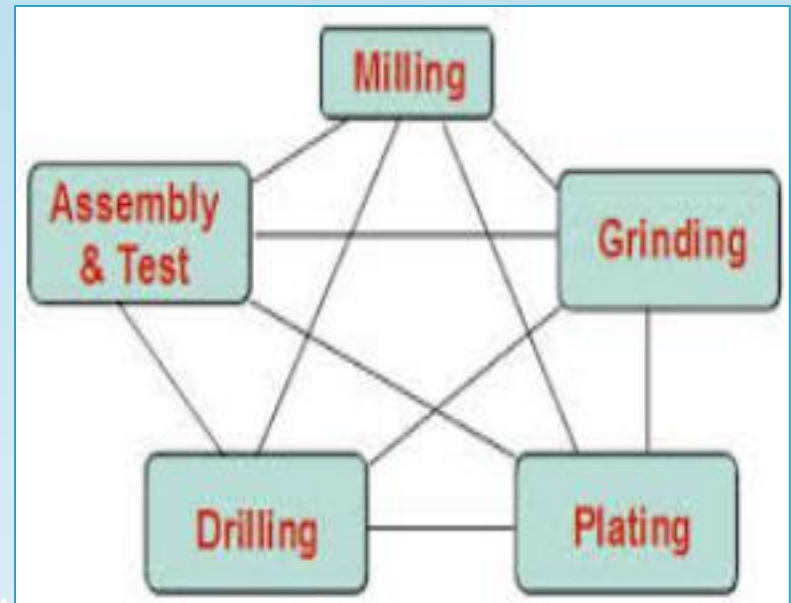 Milling
Assembly
& Test
Grinding
Drilling
Plating